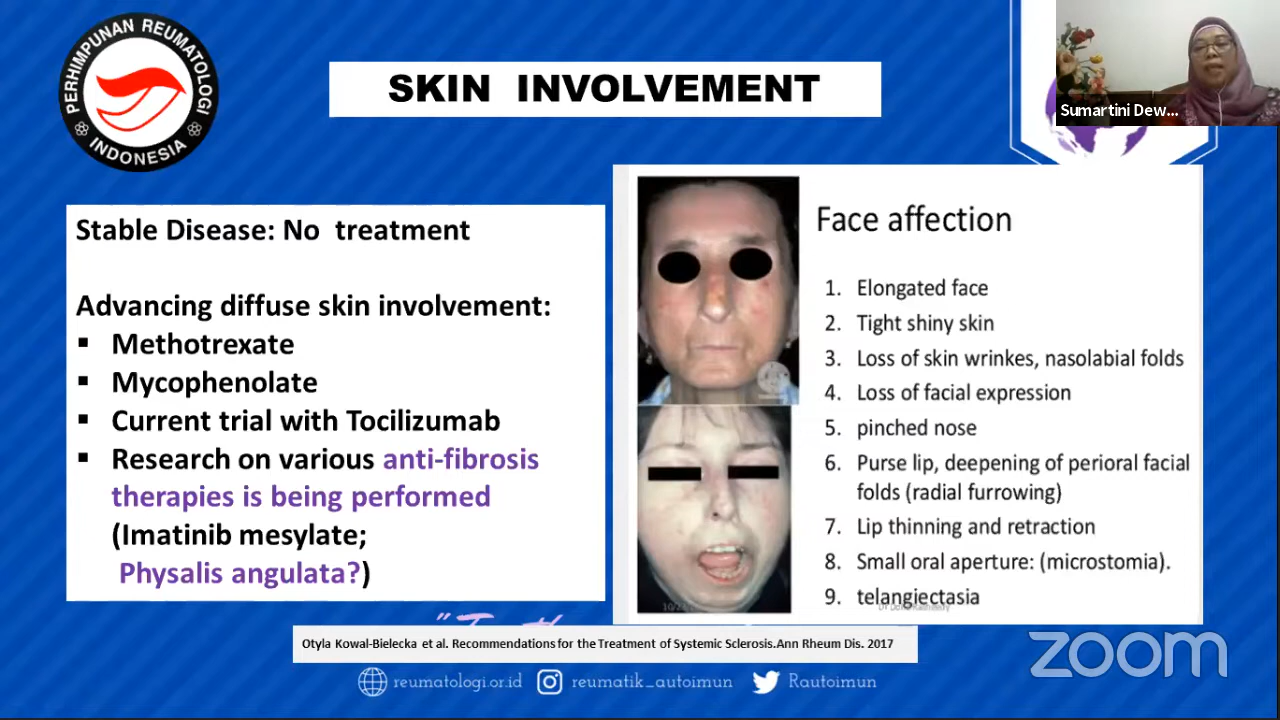 PERHIMPUNAN REUMATOLOGI
INDONESIA
SKIN INVOLVEMENT
Sumartini Dew...
Stable Disease: No treatment
Advancing diffuse skin involvement:
▪ Methotrexate
▪ Mycophenolate
▪ Current trial with Tocilizumab
▪ Research on various anti-fibrosis
therapies is being performed
(Imatinib mesylate;
Physalis angulata?)
Face affection
1. Elongated face
2. Tight shiny skin
3. Loss of skin wrinkes, nasolabial folds
4. Loss of facial expression
5. pinched nose
6. Purse lip, deepening of perioral facial
folds (radial furrowing)
7. Lip thinning and retraction
8. Small oral aperture: (microstomia).
9. telangiectasia
Otyla Kowal-Bielecka et al. Recommendations for the Treatment of Systemic Sclerosis.Ann Rheum Dis. 2017
reumatologi.or.id reumatik_autoimun Rautoimun
zoom